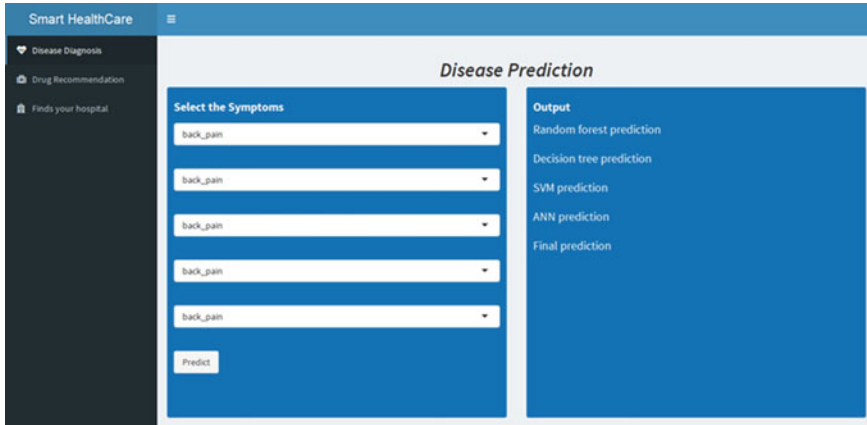 Smart HealthCare
Disease Diagnosis
Drug Recommendation
Finds your hospital
Disease Prediction
Select the Symptoms
back_pain
back_pain
back_pain
back_pain
back_pain
Predict
Output
Random forest prediction
Decision tree prediction
SVM prediction
ANN prediction
Final prediction